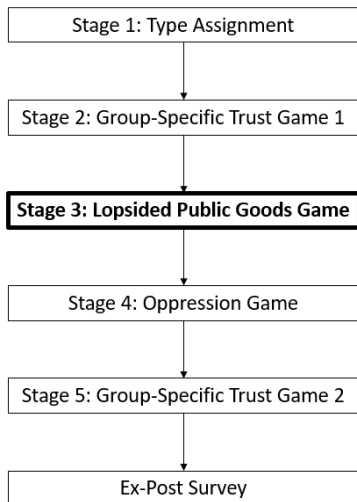 Stage 1: Type Assignment
Stage 2: Group-Specific Trust Game 1
Stage 3: Lopsided Public Goods Game
Stage 4: Oppression Game
Stage 5: Group-Specific Trust Game 2
Ex-Post Survey